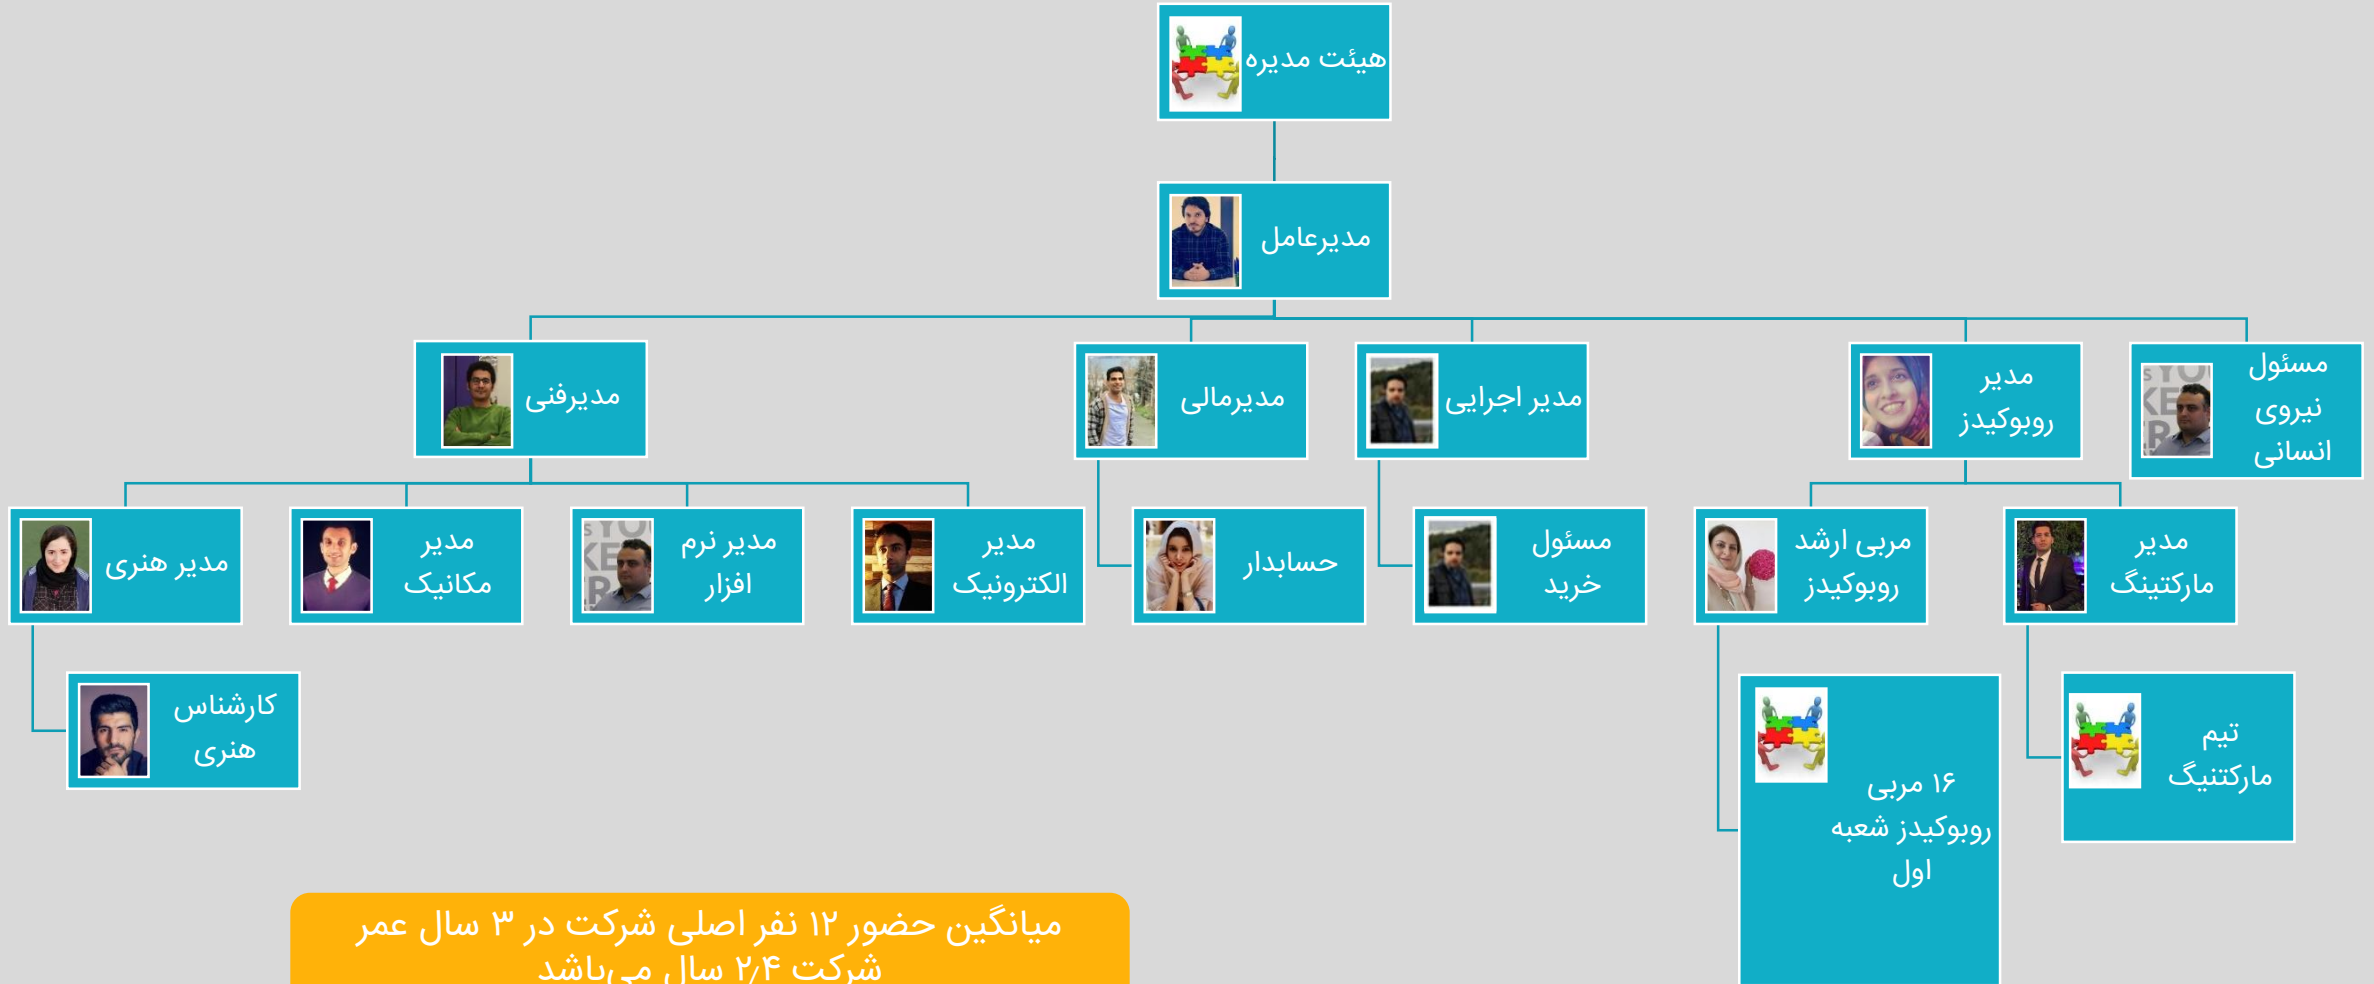 هیئت مدیره
مدیرعامل
مسئول
نیروی
انسانی
مدیر
روبوکیدز
مدیر اجرایی
مدیرمالی
مدیرفنی
مدیر
مارکتینگ
مربی ارشد
روبوکیدز
مسئول
خرید
حسابدار
مدیر
الکترونیک
مدیر نرم
افزار
مدیر
مکانیک
مدیر هنری
تیم
مارکتنیگ
۱۶ مربی
روبوکیدز شعبه
اول
کارشناس
هنری
میانگین حضور ۱۲ نفر اصلی شرکت در ۳ سال عمر
شرکت ۲٫۴ سال می‌باشد